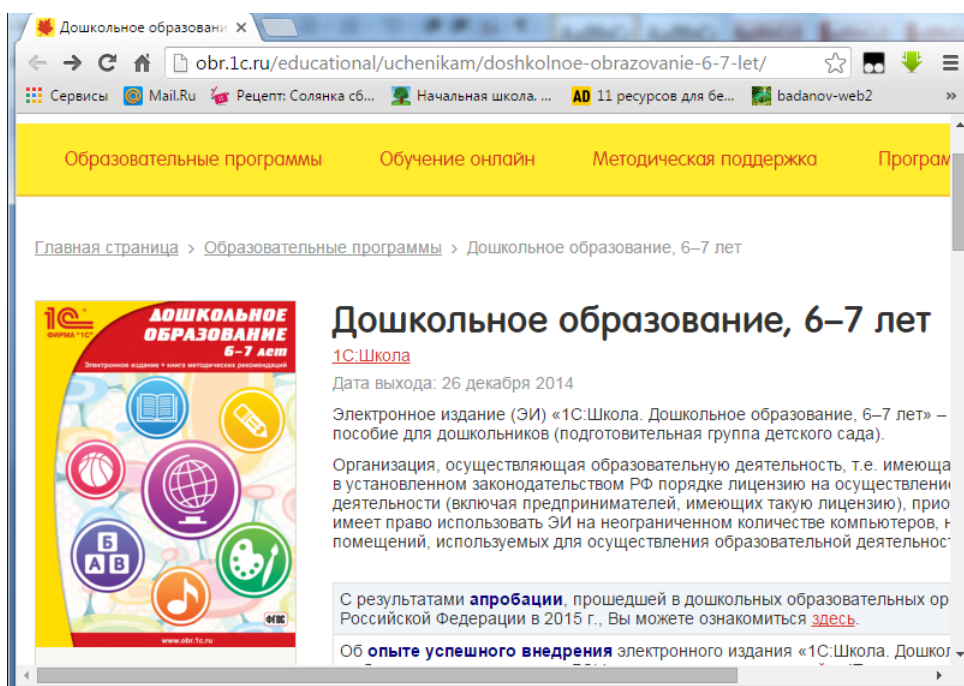 Дошкольное образовани
obr.1c.ru/educational/uchenikam/doshkolnoe-obrazovanie-6-7-let/
Сервисы Mail.Ru Рецепт: Солянка сб... Начальная школа. ... AD 11 ресурсов для бе... badanov-web2 »
Образовательные программы Обучение онлайн Методическая поддержка Програм
Главная страница > Образовательные программы > Дошкольное образование, 6–7 лет
1С
ФИРМА "1С"
ДОШКОЛЬНОЕ
ОБРАЗОВАНИЕ
6–7 лет
Электронное издание + книга методических рекомендаций
Б
А В
ФГОС
www.obr.1c.ru
Дошкольное образование, 6–7 лет
1С:Школа
Дата выхода: 26 декабря 2014
Электронное издание (ЭИ) «1С:Школа. Дошкольное образование, 6–7 лет» –
пособие для дошкольников (подготовительная группа детского сада).
Организация, осуществляющая образовательную деятельность, т.е. имеюща
в установленном законодательством РФ порядке лицензию на осуществлени
деятельности (включая предпринимателей, имеющих такую лицензию), прио
имеет право использовать ЭИ на неограниченном количестве компьютеров, н
помещений, используемых для осуществления образовательной деятельнос
С результатами апробации, прошедшей в дошкольных образовательных ор
Российской Федерации в 2015 г., Вы можете ознакомиться здесь.
Об опыте успешного внедрения электронного издания «1С:Школа. Дошкол